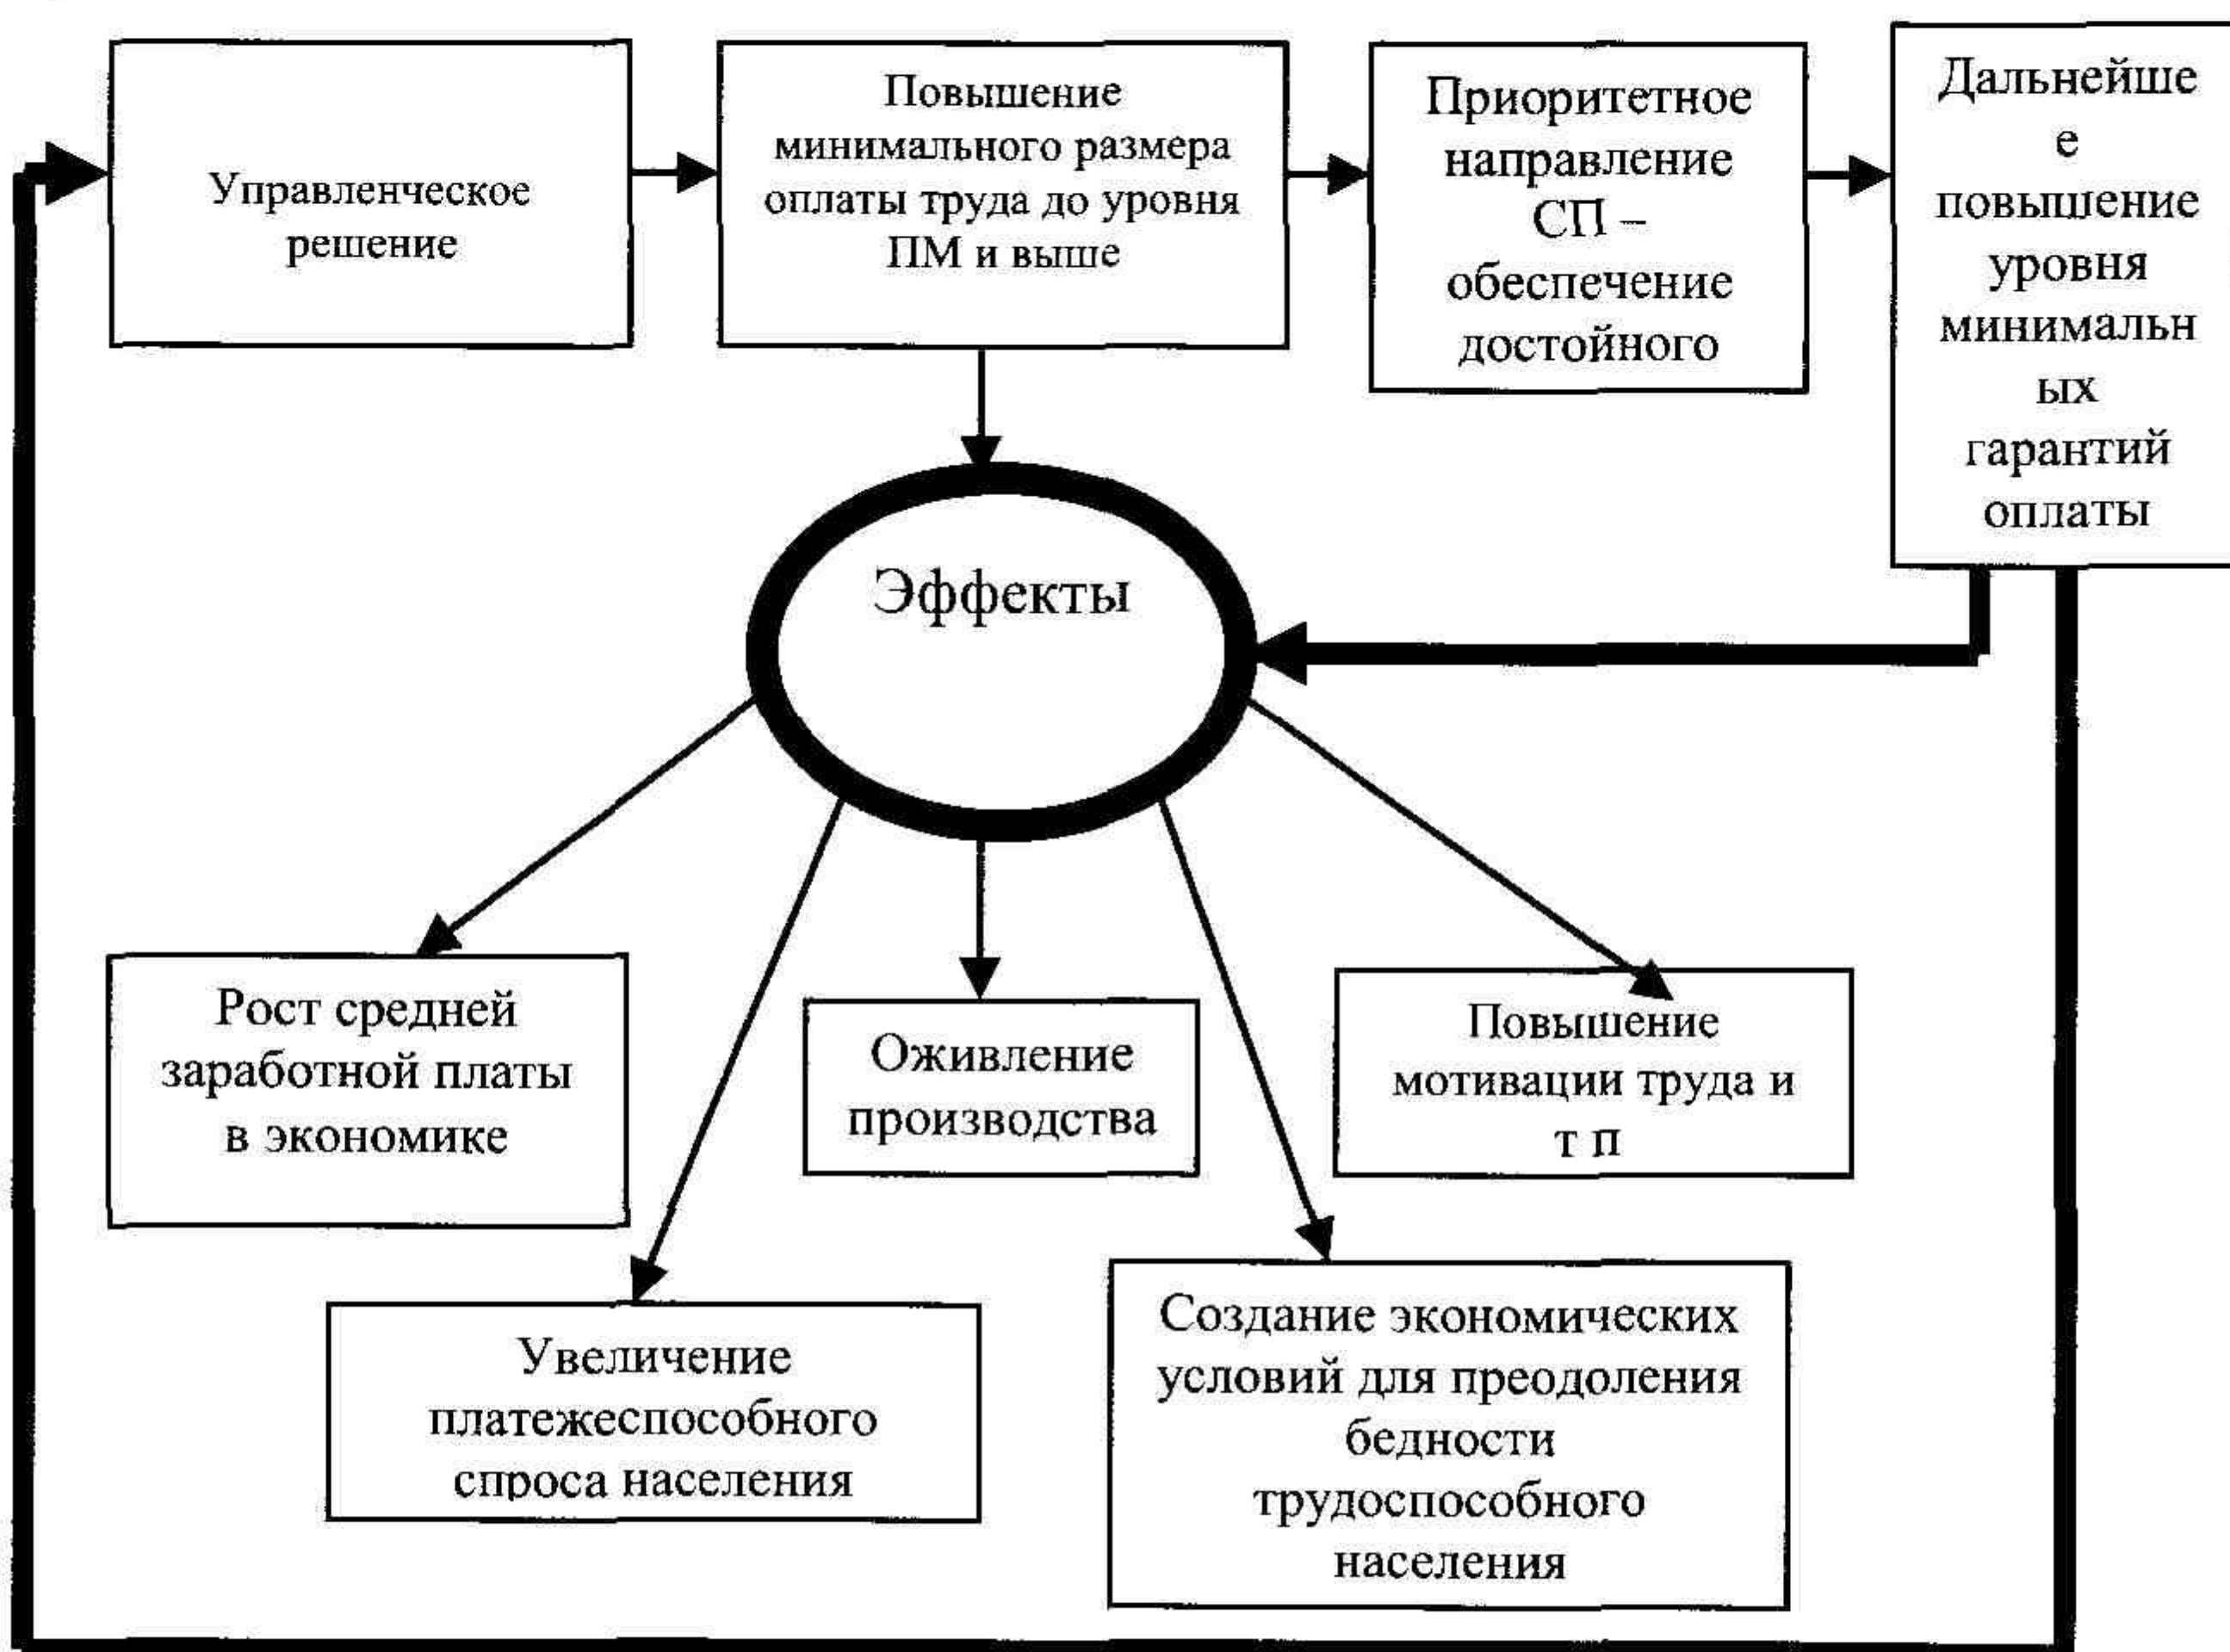 Управленческое
решение
Повышение
минимального размера
оплаты труда до уровня
ПМ и выше
Приоритетное
направление
СП –
обеспечение
достойного
Дальнейше
е
повышение
уровня
минимальн
ых
гарантий
оплаты
Эффекты
Рост средней
заработной платы
в экономике
Оживление
производства
Повышение
мотивации труда и
т п
Увеличение
платежеспособного
спроса населения
Создание экономических
условий для преодоления
бедности
трудоспособного
населения